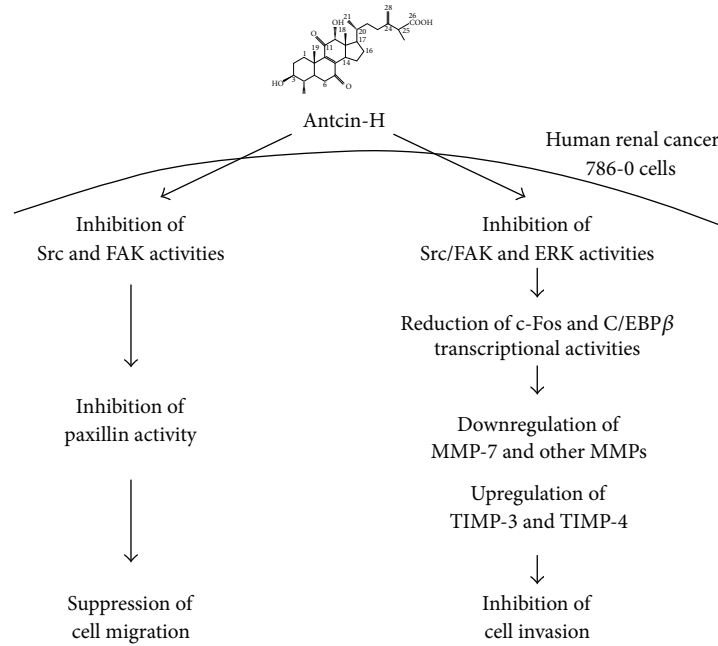 28
26
21
COOH
OH
20
24
25
18
17
O
19
11
16
1
14
3
HO
6
O
Antcin-H
Human renal cancer
786-0 cells
Inhibition of
Src and FAK activities
Inhibition of
paxillin activity
Suppression of
cell migration
Inhibition of
Src/FAK and ERK activities
Reduction of c-Fos and C/EBPβ
transcriptional activities
Downregulation of
MMP-7 and other MMPs
Upregulation of
TIMP-3 and TIMP-4
Inhibition of
cell invasion